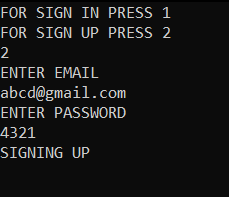 FOR SIGN IN PRESS 1
FOR SIGN UP PRESS 2
2
ENTER EMAIL
abcd@gmail.com
ENTER PASSWORD
4321
SIGNING UP